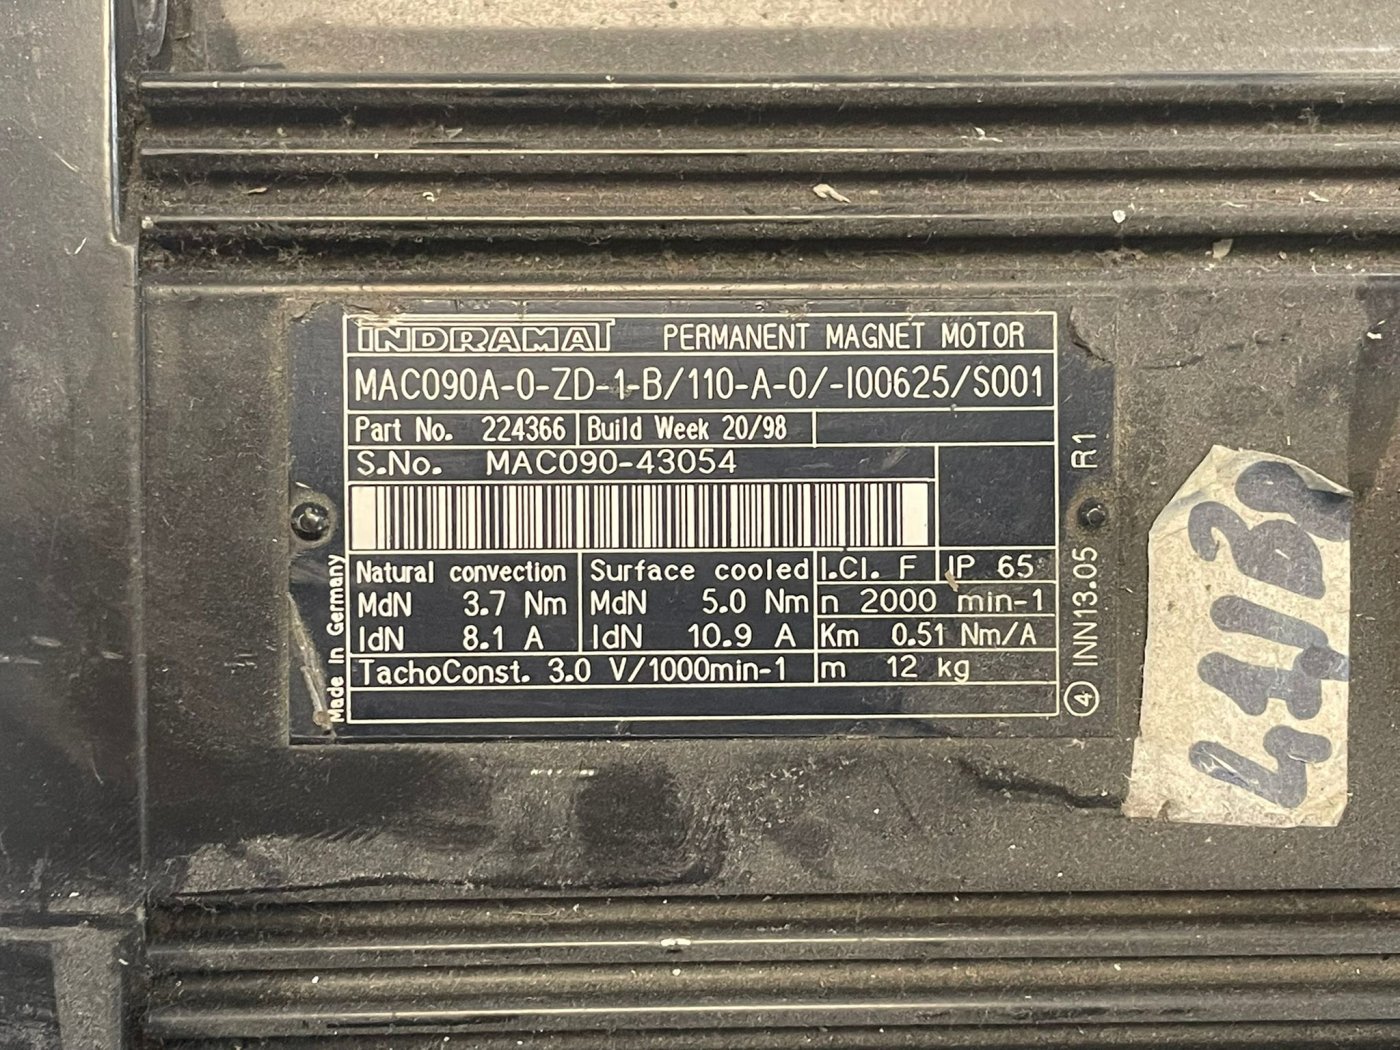 INDRAMAT PERMANENT MAGNET MOTOR
MAC090A-0-ZD-1-B/110-A-0/-I00625/S001
Part No. 224366 Build Week 20/98
S.No. MAC090-43054
Natural convection Surface cooled I.Cl. F IP 65
MdN 3.7 Nm MdN 5.0 Nm n 2000 min-1
IdN 8.1 A IdN 10.9 A Km 0.51 Nm/A
TachoConst. 3.0 V/1000min-1 m 12 kg
Made in Germany
④ INN13.05 R1